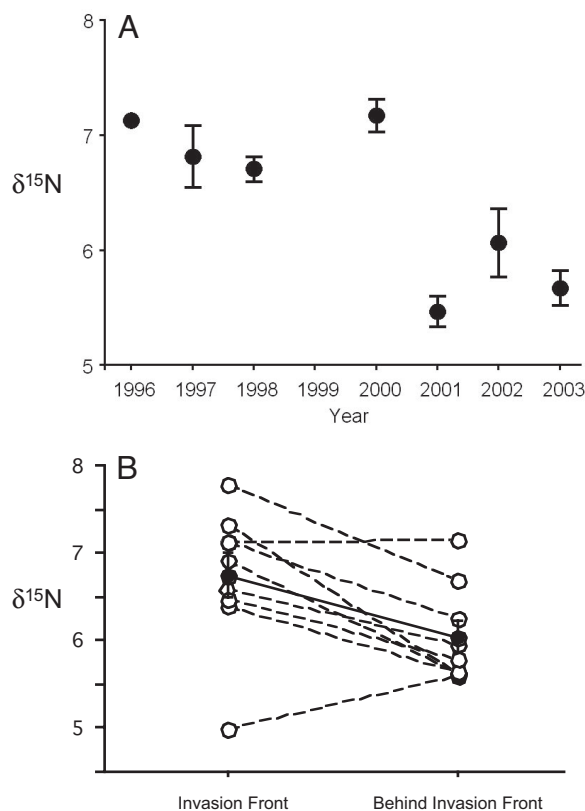 A
8
7
δ15N
6
5
1996 1997 1998 1999 2000 2001 2002 2003
Year
B
8
7
δ15N
6
5
Invasion Front Behind Invasion Front